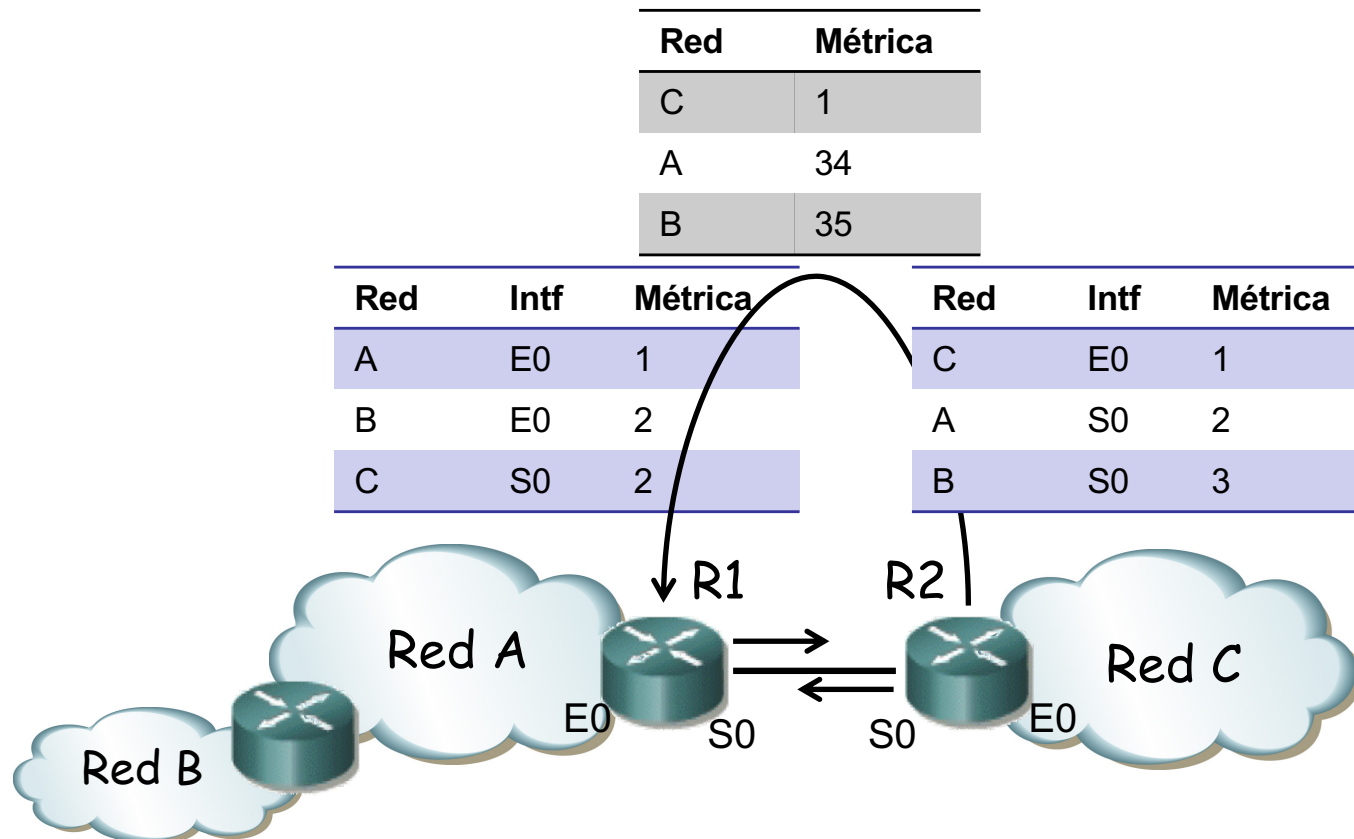 Red Métrica
C 1
A 34
B 35
Red Intf Métrica
A E0 1
B E0 2
C S0 2
Red Intf Métrica
C E0 1
A S0 2
B S0 3
R1 R2
Red A Red C
E0 S0 S0 E0
Red B